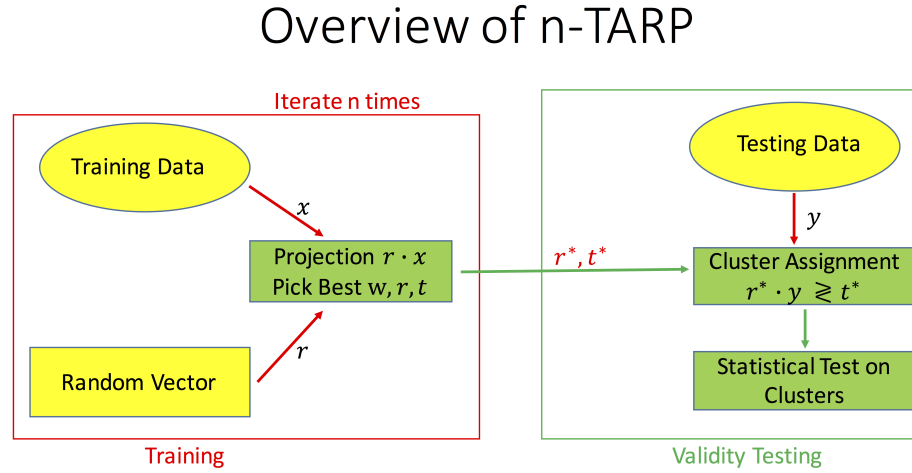 Overview of n-TARP
Iterate n times
Training Data
x
Projection r · x
Pick Best w, r, t
r
Random Vector
Training
r*, t*
Testing Data
y
Cluster Assignment
r* · y ≷ t*
Statistical Test on
Clusters
Validity Testing